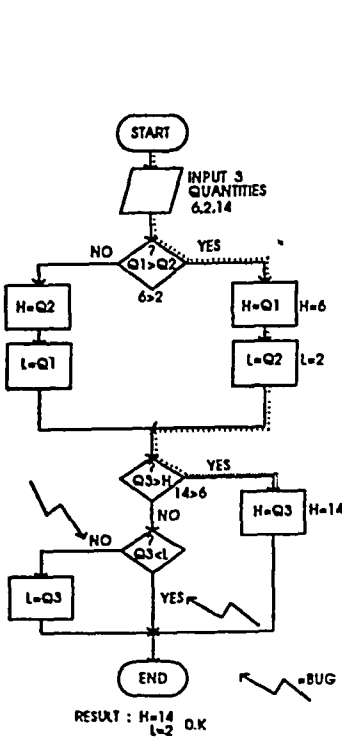 START
INPUT 3
QUANTITIES
6,2,14
?
Q1>Q2
NO
YES
6>2
H=Q2
H=Q1
H=6
L=Q1
L=Q2
L=2
?
Q3>H
YES
14>6
NO
H=Q3
H=14
?
Q3<L
NO
YES
L=Q3
END
=BUG
RESULT : H=14
L=2 O.K